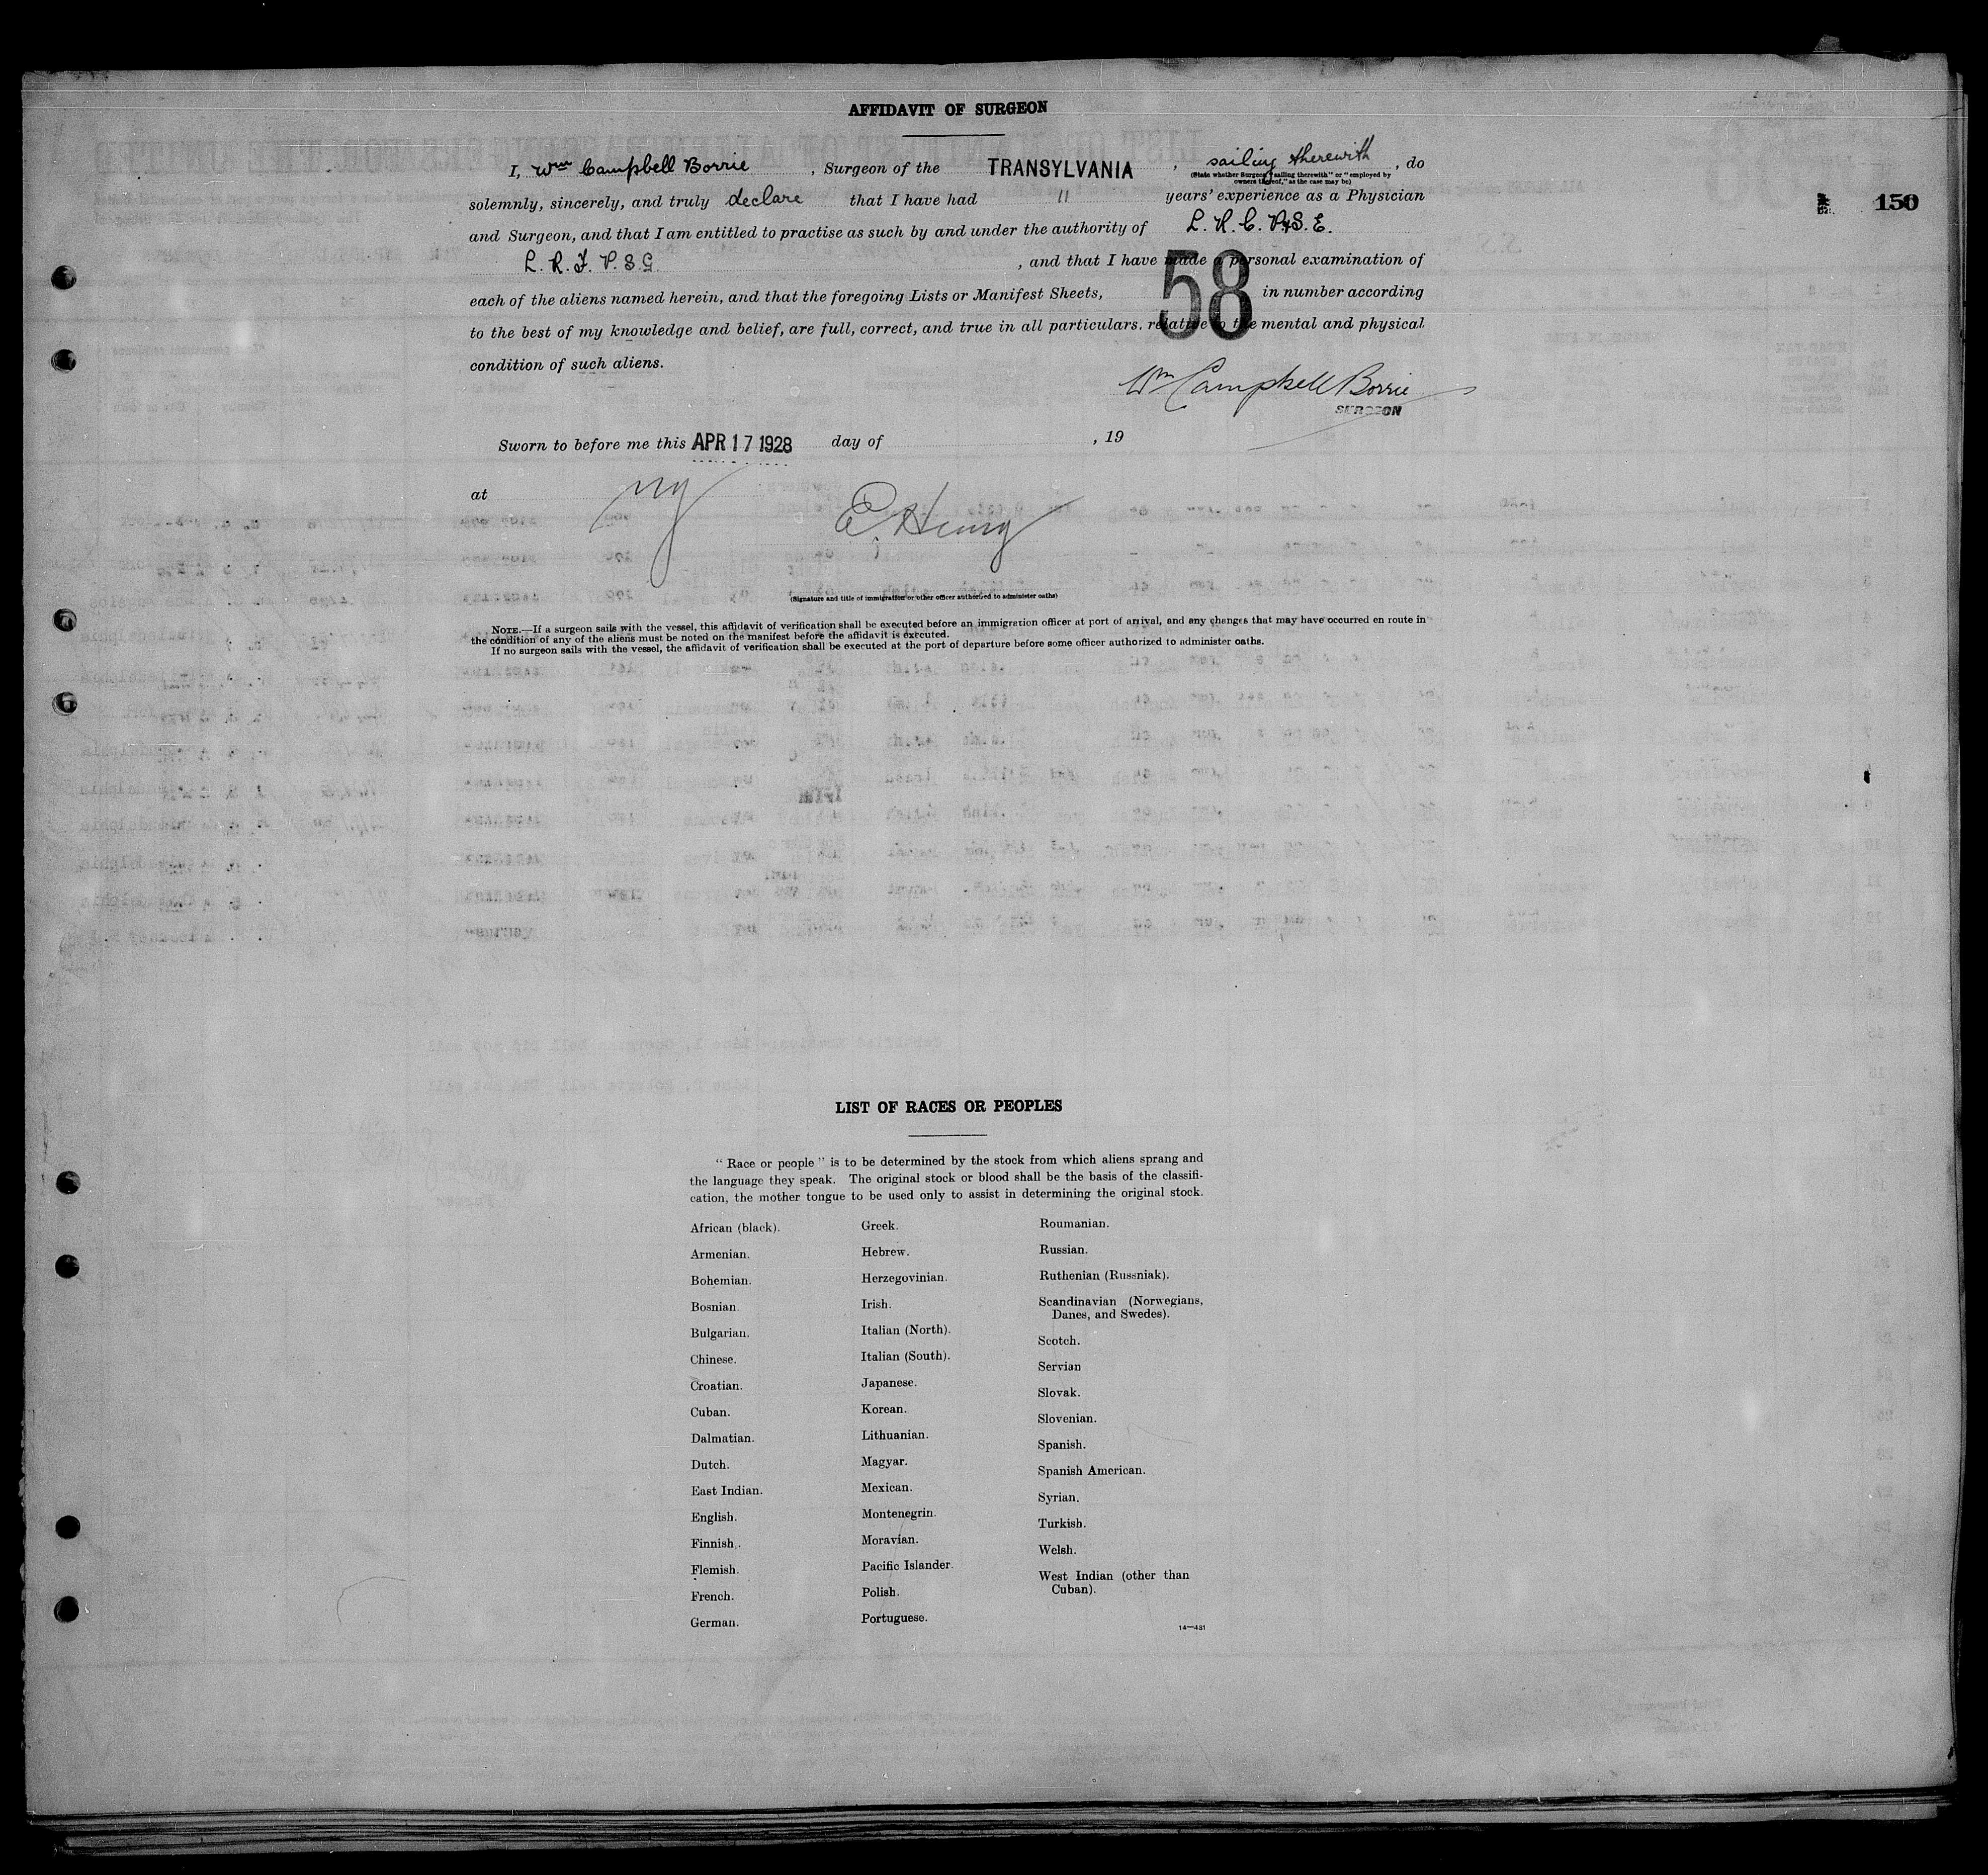 AFFIDAVIT OF SURGEON
I, Wm Campbell Borrie, Surgeon of the TRANSYLVANIA, sailing therewith, do
(State whether Surgeon "sailing therewith" or "employed by
owners thereof," as the case may be)
150
solemnly, sincerely, and truly declare that I have had 11 years' experience as a Physician
and Surgeon, and that I am entitled to practise as such by and under the authority of L. R. C. P. & S. E.
L. R. F. P. S. G. , and that I have made a personal examination of
each of the aliens named herein, and that the foregoing Lists or Manifest Sheets, 58 in number according
to the best of my knowledge and belief, are full, correct, and true in all particulars, relative to the mental and physical
condition of such aliens.
Wm Campbell Borrie
SURGEON
Sworn to before me this APR 17 1928 day of , 19
at NY
E. Henry
(Signature and title of immigration or other officer authorized to administer oaths)
NOTE.—If a surgeon sails with the vessel, this affidavit of verification shall be executed before an immigration officer at port of arrival, and any changes that may have occurred en route in
the condition of any of the aliens must be noted on the manifest before the affidavit is executed.
If no surgeon sails with the vessel, the affidavit of verification shall be executed at the port of departure before some officer authorized to administer oaths.
LIST OF RACES OR PEOPLES
"Race or people" is to be determined by the stock from which aliens sprang and
the language they speak. The original stock or blood shall be the basis of the classifi-
cation, the mother tongue to be used only to assist in determining the original stock.
African (black).
Armenian.
Bohemian.
Bosnian.
Bulgarian.
Chinese.
Croatian.
Cuban.
Dalmatian.
Dutch.
East Indian.
English.
Finnish.
Flemish.
French.
German.
Greek.
Hebrew.
Herzegovinian.
Irish.
Italian (North).
Italian (South).
Japanese.
Korean.
Lithuanian.
Magyar.
Mexican.
Montenegrin.
Moravian.
Pacific Islander.
Polish.
Portuguese.
Roumanian.
Russian.
Ruthenian (Russniak).
Scandinavian (Norwegians,
Danes, and Swedes).
Scotch.
Servian
Slovak.
Slovenian.
Spanish.
Spanish American.
Syrian.
Turkish.
Welsh.
West Indian (other than
Cuban).
14—431